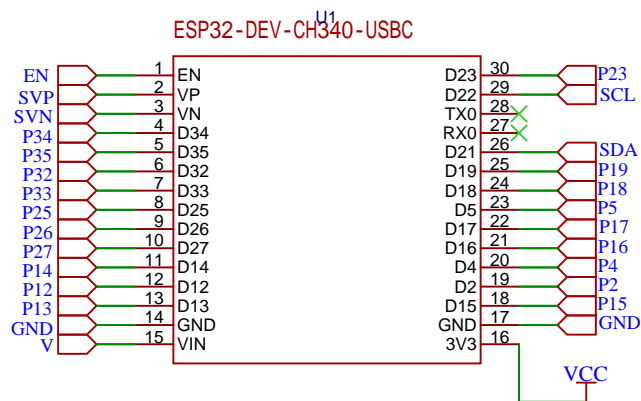 U1
ESP32-DEV-CH340-USBC
EN 1 EN D23 30 P23
SVP 2 VP D22 29 SCL
SVN 3 VN TX0 28
P34 4 D34 RX0 27
P35 5 D35 D21 26 SDA
P32 6 D32 D19 25 P19
P33 7 D33 D18 24 P18
P25 8 D25 D5 23 P5
P26 9 D26 D17 22 P17
P27 10 D27 D16 21 P16
P14 11 D14 D4 20 P4
P12 12 D12 D2 19 P2
P13 13 D13 D15 18 P15
GND 14 GND GND 17 GND
V 15 VIN 3V3 16
VCC